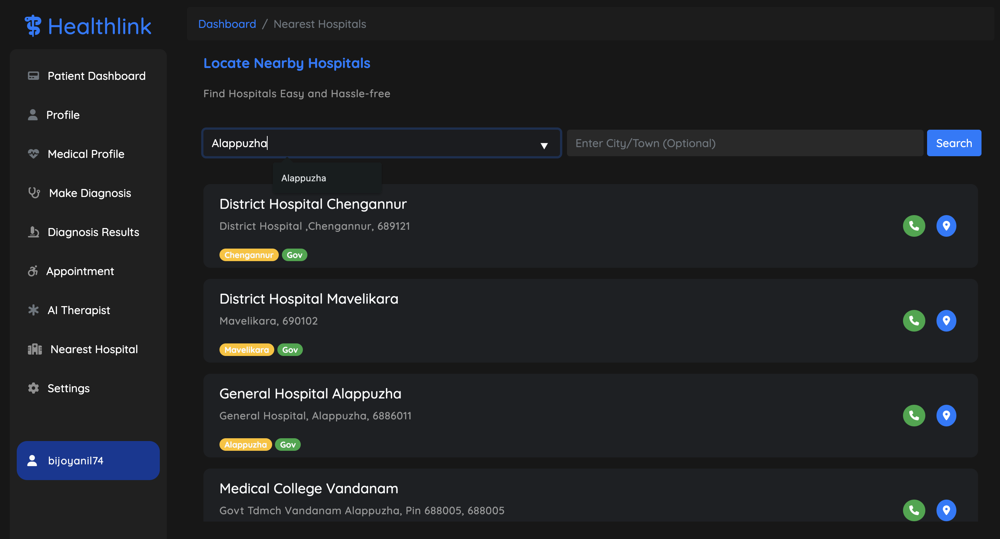 Healthlink
Patient Dashboard
Profile
Medical Profile
Make Diagnosis
Diagnosis Results
Appointment
AI Therapist
Nearest Hospital
Settings
bijoyanil74
Dashboard / Nearest Hospitals
Locate Nearby Hospitals
Find Hospitals Easy and Hassle-free
Alappuzha
Enter City/Town (Optional)
Search
Alappuzha
District Hospital Chengannur
District Hospital ,Chengannur, 689121
Chengannur Gov
District Hospital Mavelikara
Mavelikara, 690102
Mavelikara Gov
General Hospital Alappuzha
General Hospital, Alappuzha, 6886011
Alappuzha Gov
Medical College Vandanam
Govt Tdmch Vandanam Alappuzha, Pin 688005, 688005